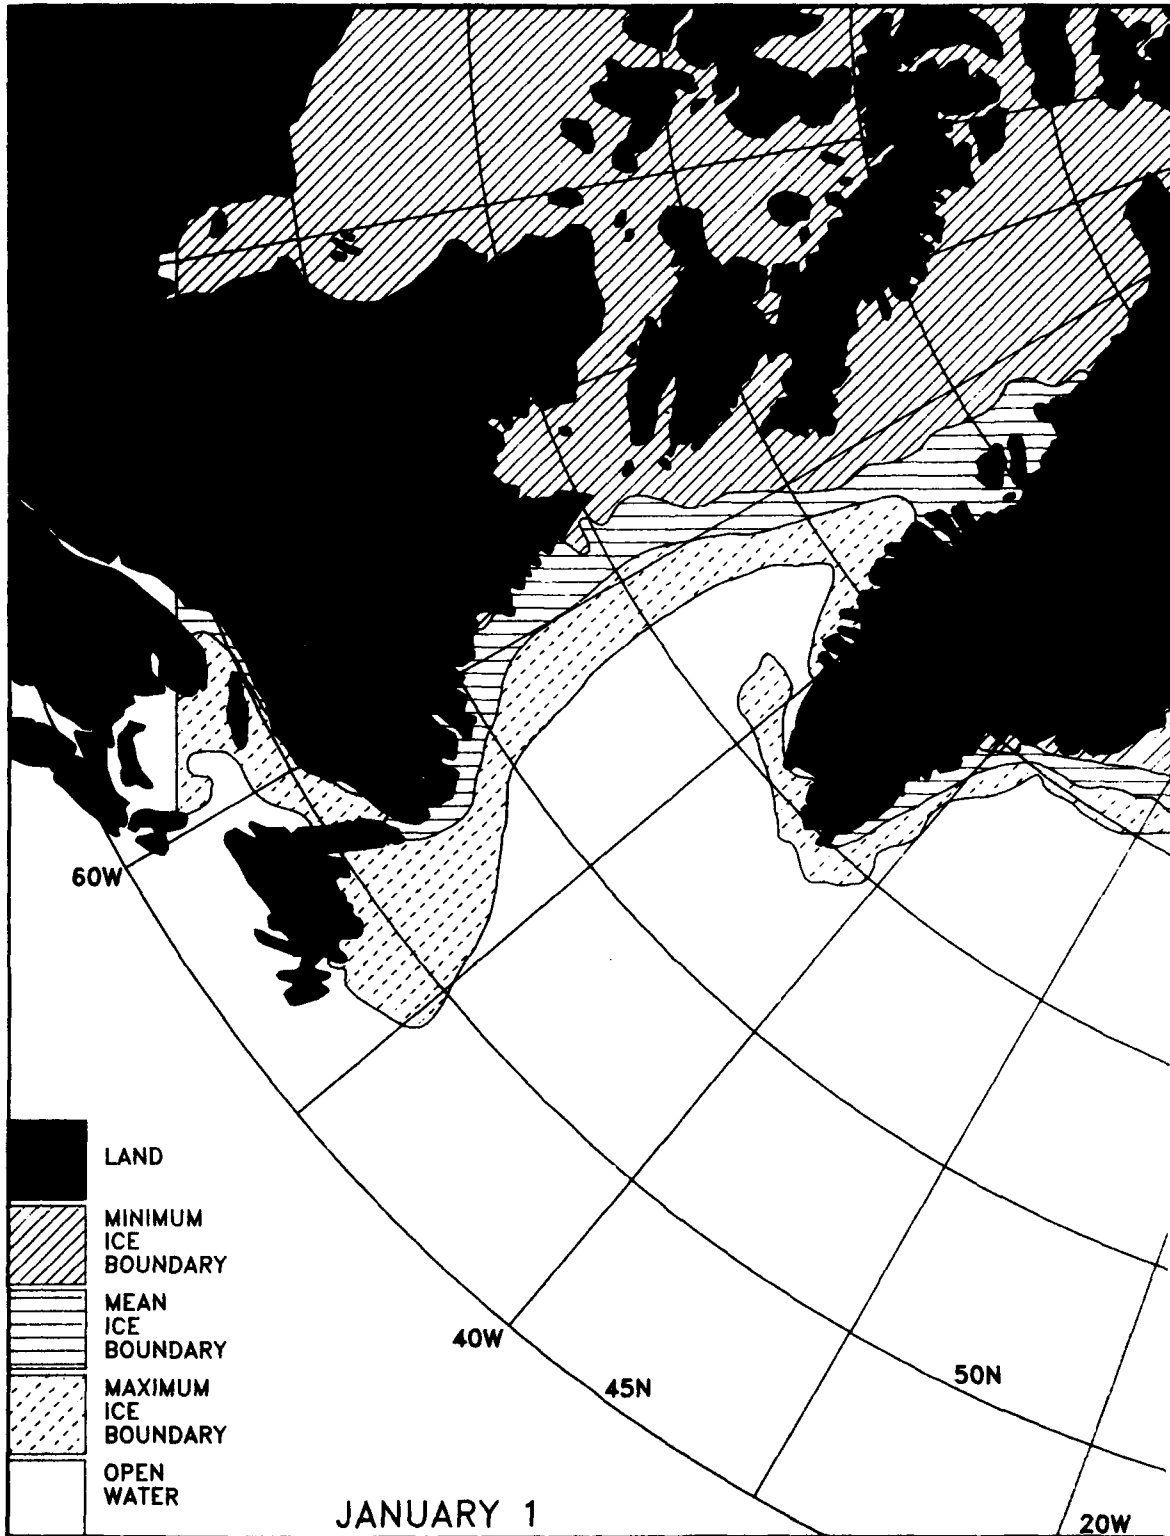 60W
LAND
MINIMUM
ICE
BOUNDARY
MEAN
ICE
BOUNDARY
MAXIMUM
ICE
BOUNDARY
OPEN
WATER
40W
45N
50N
20W
JANUARY 1